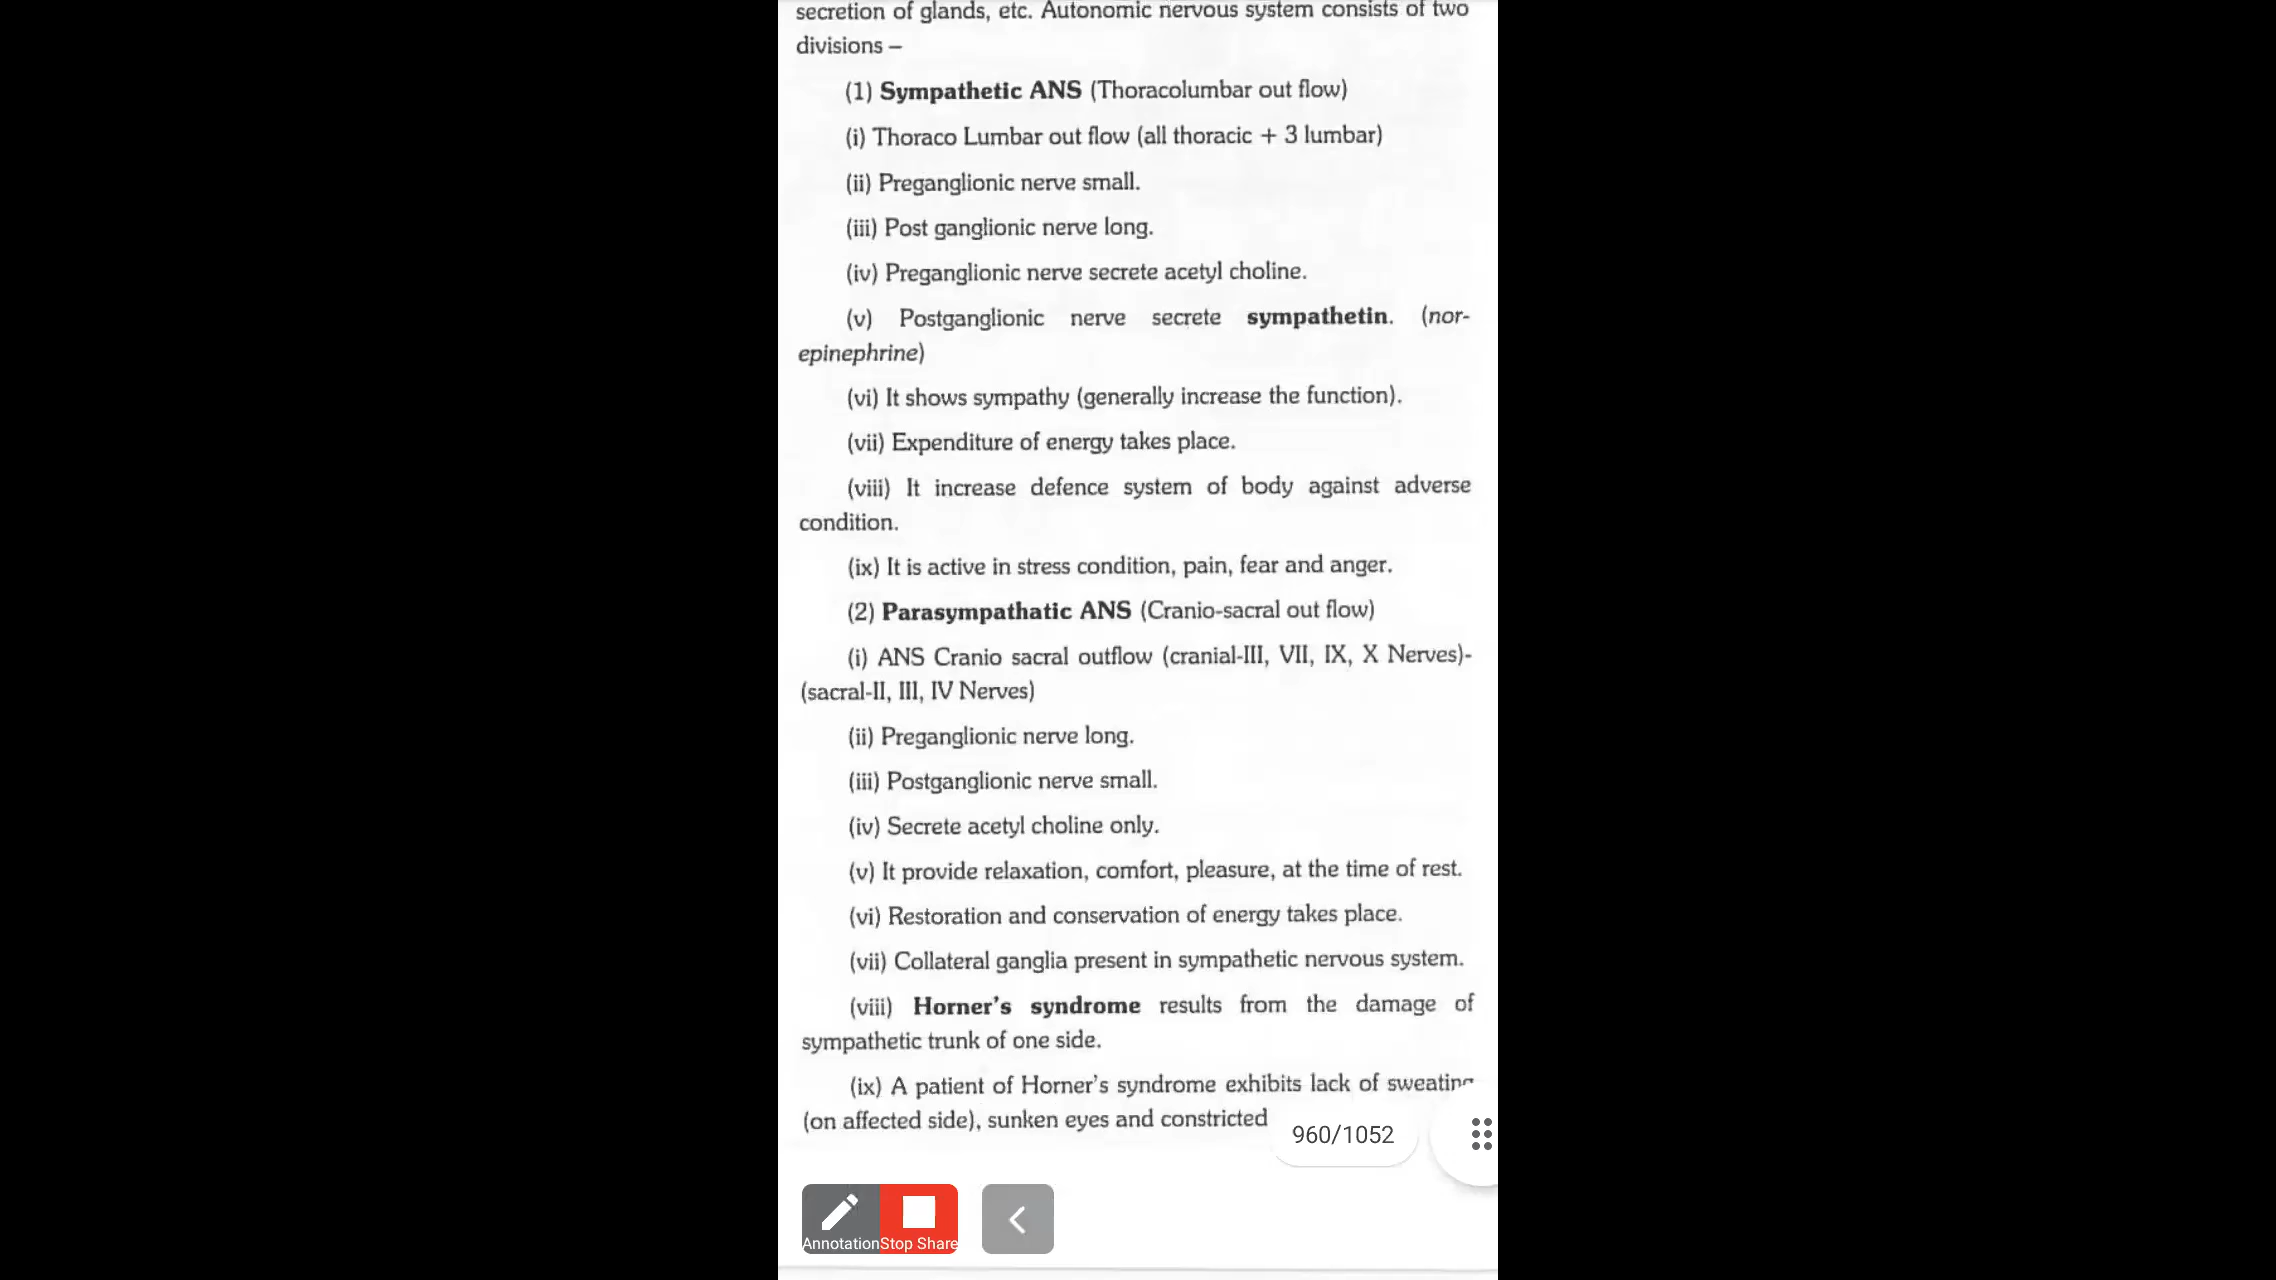 secretion of glands, etc. Autonomic nervous system consists of two
divisions –
(1) Sympathetic ANS (Thoracolumbar out flow)
(i) Thoraco Lumbar out flow (all thoracic + 3 lumbar)
(ii) Preganglionic nerve small.
(iii) Post ganglionic nerve long.
(iv) Preganglionic nerve secrete acetyl choline.
(v) Postganglionic nerve secrete sympathetin. (nor-
epinephrine)
(vi) It shows sympathy (generally increase the function).
(vii) Expenditure of energy takes place.
(viii) It increase defence system of body against adverse
condition.
(ix) It is active in stress condition, pain, fear and anger.
(2) Parasympathatic ANS (Cranio-sacral out flow)
(i) ANS Cranio sacral outflow (cranial-III, VII, IX, X Nerves)-
(sacral-II, III, IV Nerves)
(ii) Preganglionic nerve long.
(iii) Postganglionic nerve small.
(iv) Secrete acetyl choline only.
(v) It provide relaxation, comfort, pleasure, at the time of rest.
(vi) Restoration and conservation of energy takes place.
(vii) Collateral ganglia present in sympathetic nervous system.
(viii) Horner's syndrome results from the damage of
sympathetic trunk of one side.
(ix) A patient of Horner's syndrome exhibits lack of sweating
(on affected side), sunken eyes and constricted
960/1052
Annotation Stop Share